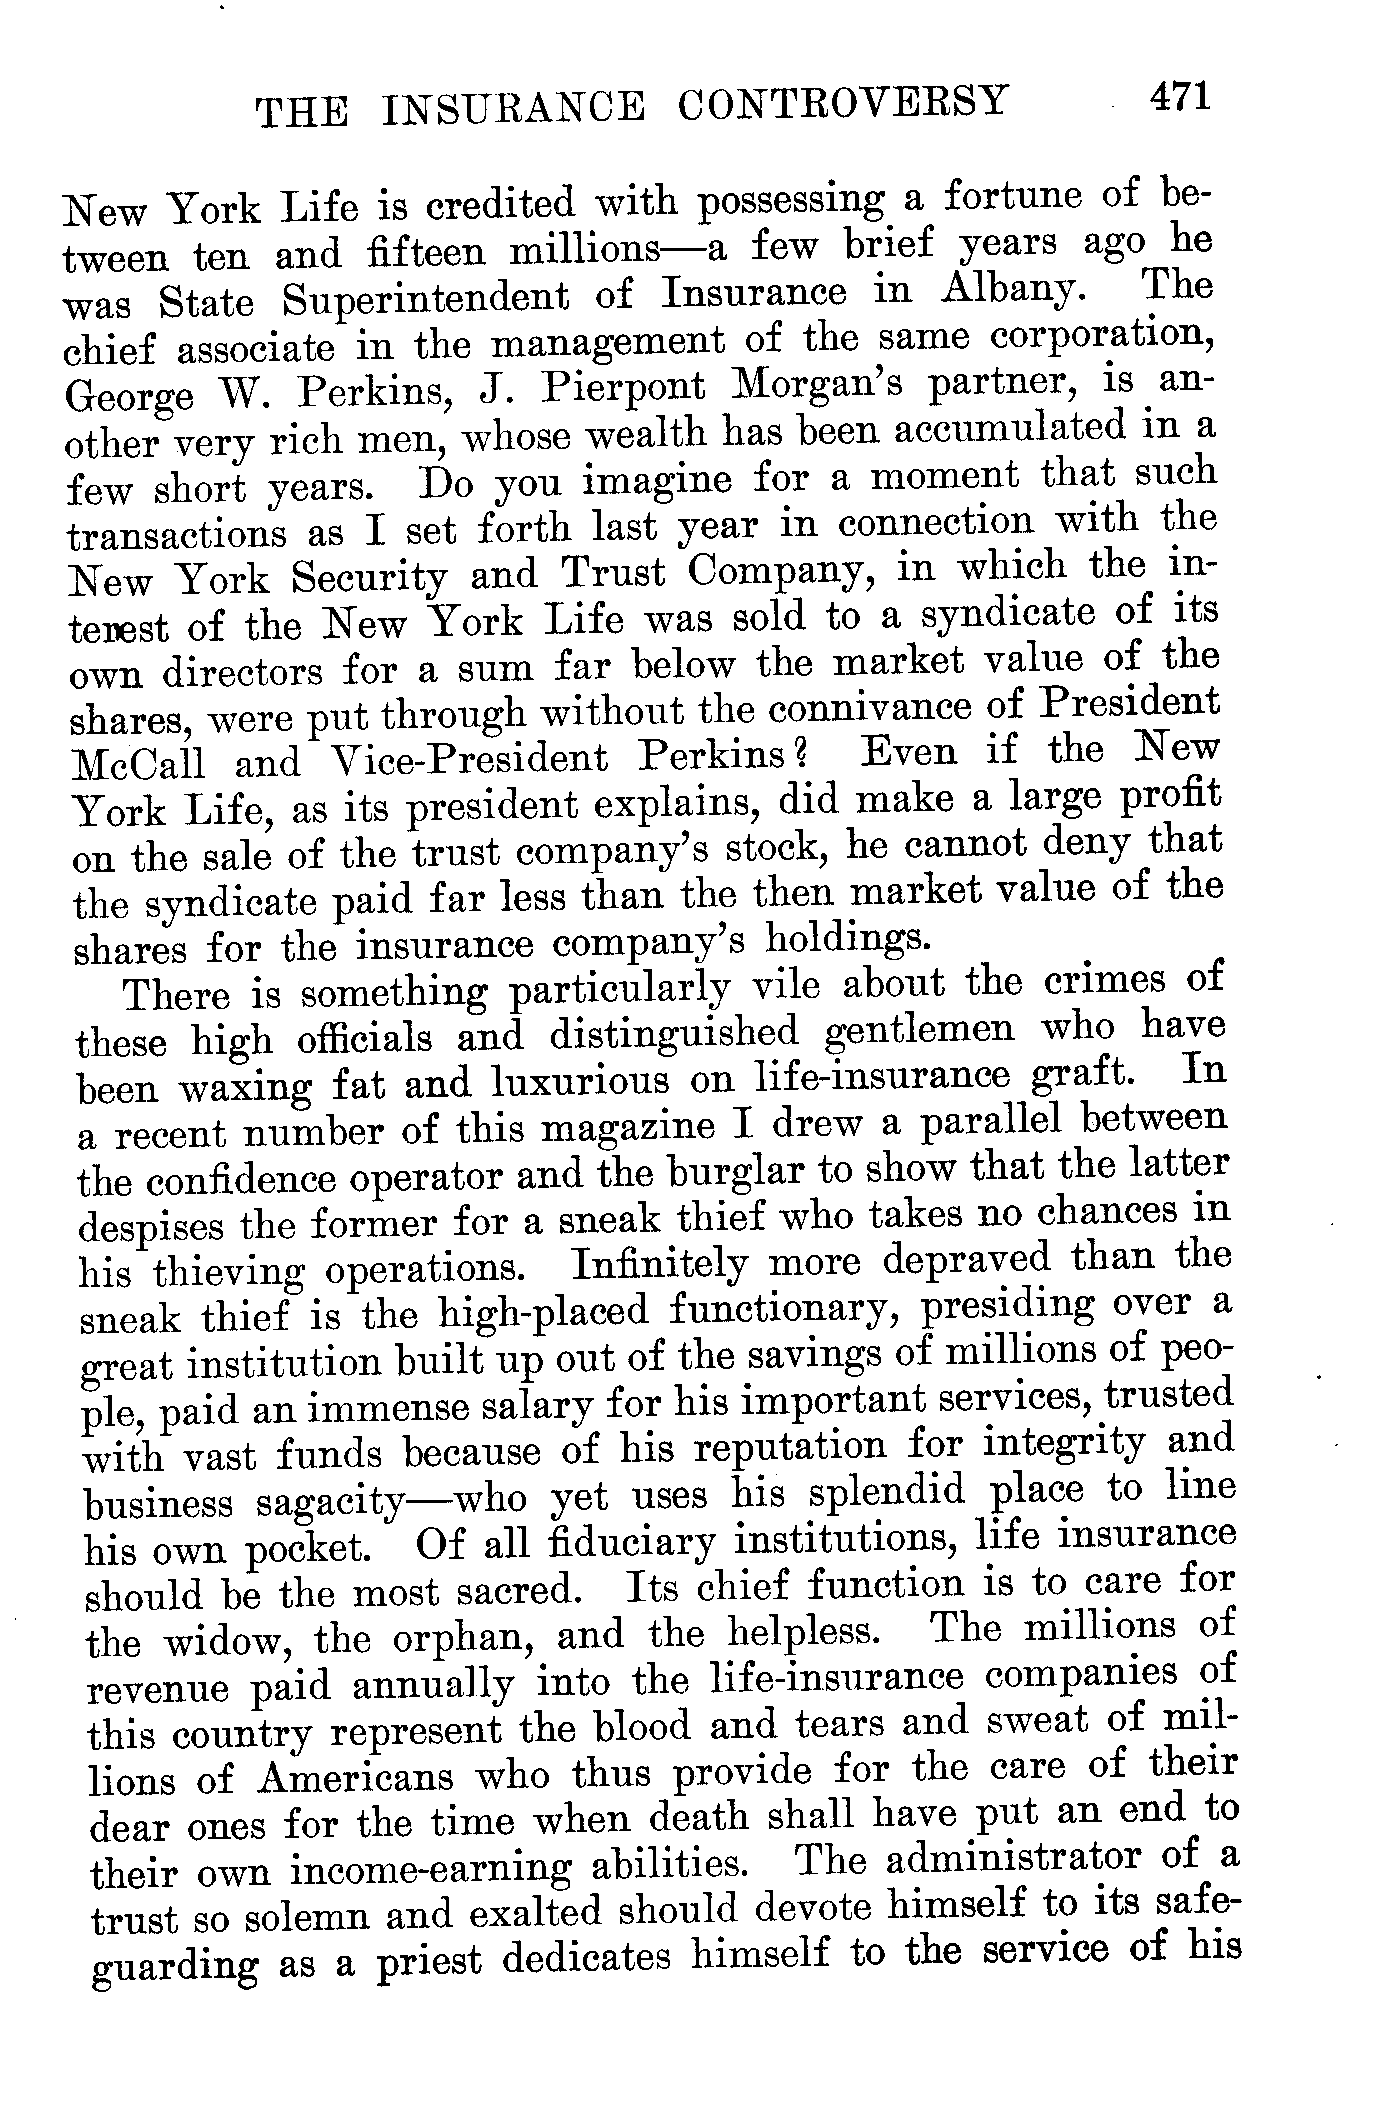 THE INSURANCE CONTROVERSY 471
New York Life is credited with possessing a fortune of be-
tween ten and fifteen millions—a few brief years ago he
was State Superintendent of Insurance in Albany. The
chief associate in the management of the same corporation,
George W. Perkins, J. Pierpont Morgan's partner, is an-
other very rich men, whose wealth has been accumulated in a
few short years. Do you imagine for a moment that such
transactions as I set forth last year in connection with the
New York Security and Trust Company, in which the in-
terest of the New York Life was sold to a syndicate of its
own directors for a sum far below the market value of the
shares, were put through without the connivance of President
McCall and Vice-President Perkins? Even if the New
York Life, as its president explains, did make a large profit
on the sale of the trust company's stock, he cannot deny that
the syndicate paid far less than the then market value of the
shares for the insurance company's holdings.
There is something particularly vile about the crimes of
these high officials and distinguished gentlemen who have
been waxing fat and luxurious on life-insurance graft. In
a recent number of this magazine I drew a parallel between
the confidence operator and the burglar to show that the latter
despises the former for a sneak thief who takes no chances in
his thieving operations. Infinitely more depraved than the
sneak thief is the high-placed functionary, presiding over a
great institution built up out of the savings of millions of peo-
ple, paid an immense salary for his important services, trusted
with vast funds because of his reputation for integrity and
business sagacity—who yet uses his splendid place to line
his own pocket. Of all fiduciary institutions, life insurance
should be the most sacred. Its chief function is to care for
the widow, the orphan, and the helpless. The millions of
revenue paid annually into the life-insurance companies of
this country represent the blood and tears and sweat of mil-
lions of Americans who thus provide for the care of their
dear ones for the time when death shall have put an end to
their own income-earning abilities. The administrator of a
trust so solemn and exalted should devote himself to its safe-
guarding as a priest dedicates himself to the service of his